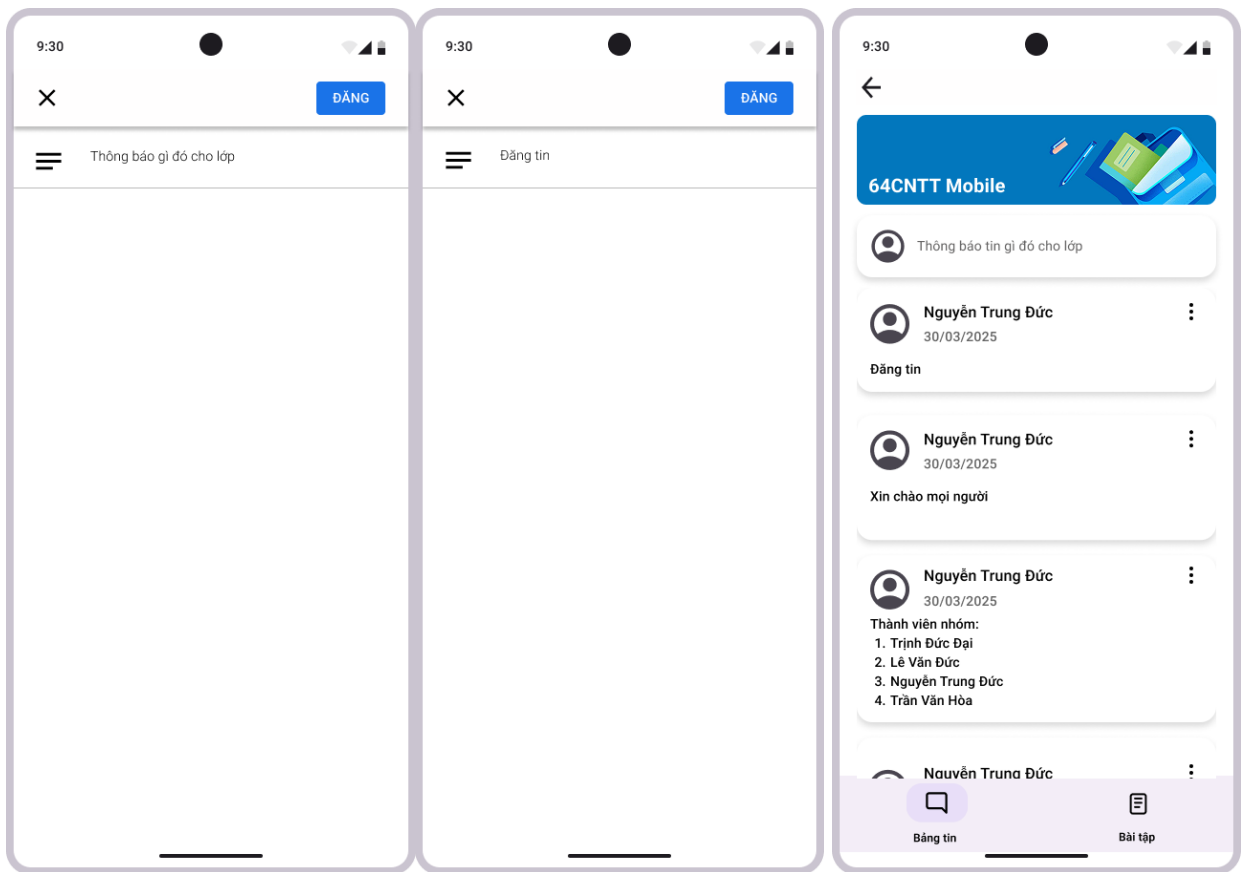 9:30
ĐĂNG
Thông báo gì đó cho lớp
9:30
ĐĂNG
Đăng tin
9:30
64CNTT Mobile
Thông báo tin gì đó cho lớp
Nguyễn Trung Đức
30/03/2025
Đăng tin
Nguyễn Trung Đức
30/03/2025
Xin chào mọi người
Nguyễn Trung Đức
30/03/2025
Thành viên nhóm:
1. Trịnh Đức Đại
2. Lê Văn Đức
3. Nguyễn Trung Đức
4. Trần Văn Hòa
Nguyễn Trung Đức
Bảng tin
Bài tập